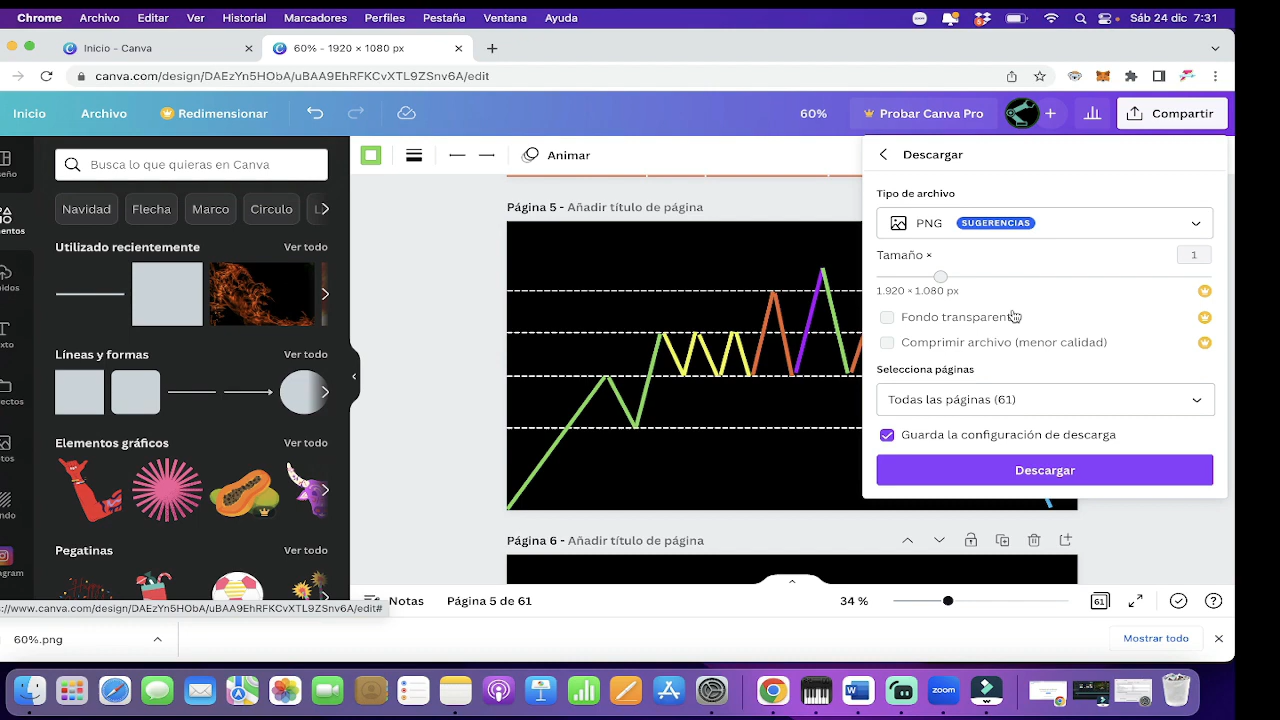 Chrome Archivo Editar Ver Historial Marcadores Perfiles Pestaña Ventana Ayuda Sáb 24 dic 7:31
Inicio - Canva 60% - 1920 × 1080 px
canva.com/design/DAEzYn5HObA/uBAA9EhRFKCvXTL9ZSnv6A/edit
Inicio Archivo Redimensionar 60% Probar Canva Pro Compartir
Busca lo que quieras en Canva
Animar
Navidad Flecha Marco Circulo
Utilizado recientemente Ver todo
Líneas y formas Ver todo
Elementos gráficos Ver todo
Pegatinas Ver todo
Página 5 - Añadir título de página
Descargar
Tipo de archivo
PNG SUGERENCIAS
Tamaño × 1
1.920 × 1.080 px
Fondo transparent
Comprimir archivo (menor calidad)
Selecciona páginas
Todas las páginas (61)
Guarda la configuración de descarga
Descargar
Página 6 - Añadir título de página
://www.canva.com/design/DAEzYn5HObA/uBAA9EhRFKCvXTL9ZSnv6A/edit#
Notas Página 5 de 61 34 % 61
60%.png Mostrar todo
zoom